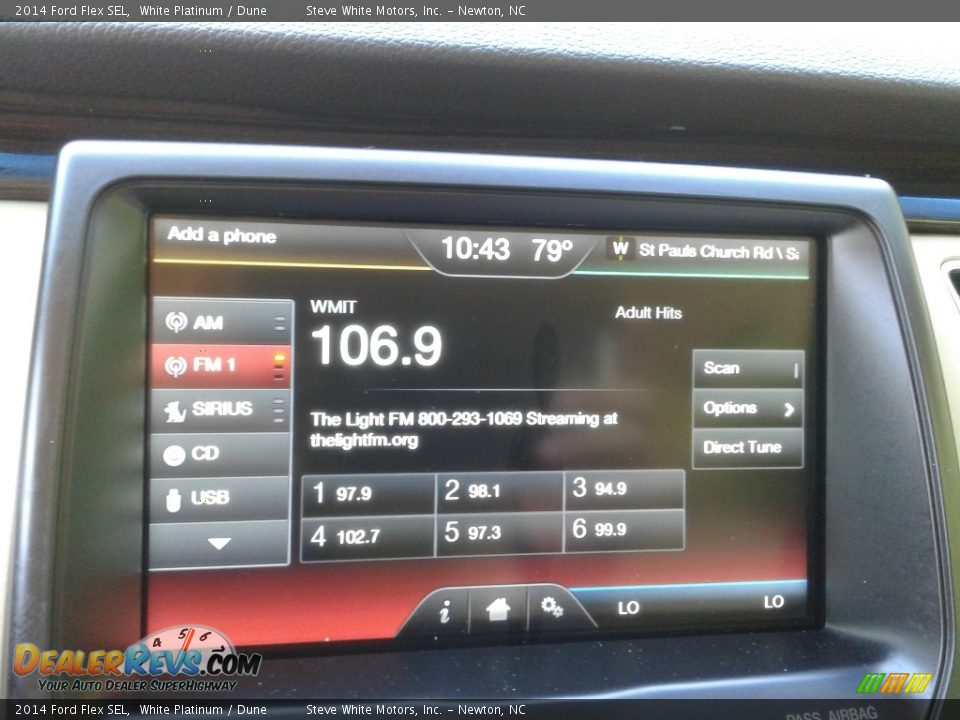 2014 Ford Flex SEL, White Platinum / Dune Steve White Motors, Inc. – Newton, NC
Add a phone 10:43 79° W St Pauls Church Rd \ S
WMIT
106.9
Adult Hits
AM
FM 1
SIRIUS
CD
USB
The Light FM 800-293-1069 Streaming at
thelightfm.org
Scan
Options
Direct Tune
1 97.9 2 98.1 3 94.9
4 102.7 5 97.3 6 99.9
i LO LO
4 5 6
DealerRevs.com
Your Auto Dealer SuperHighway
PASS AIRBAG
2014 Ford Flex SEL, White Platinum / Dune Steve White Motors, Inc. – Newton, NC